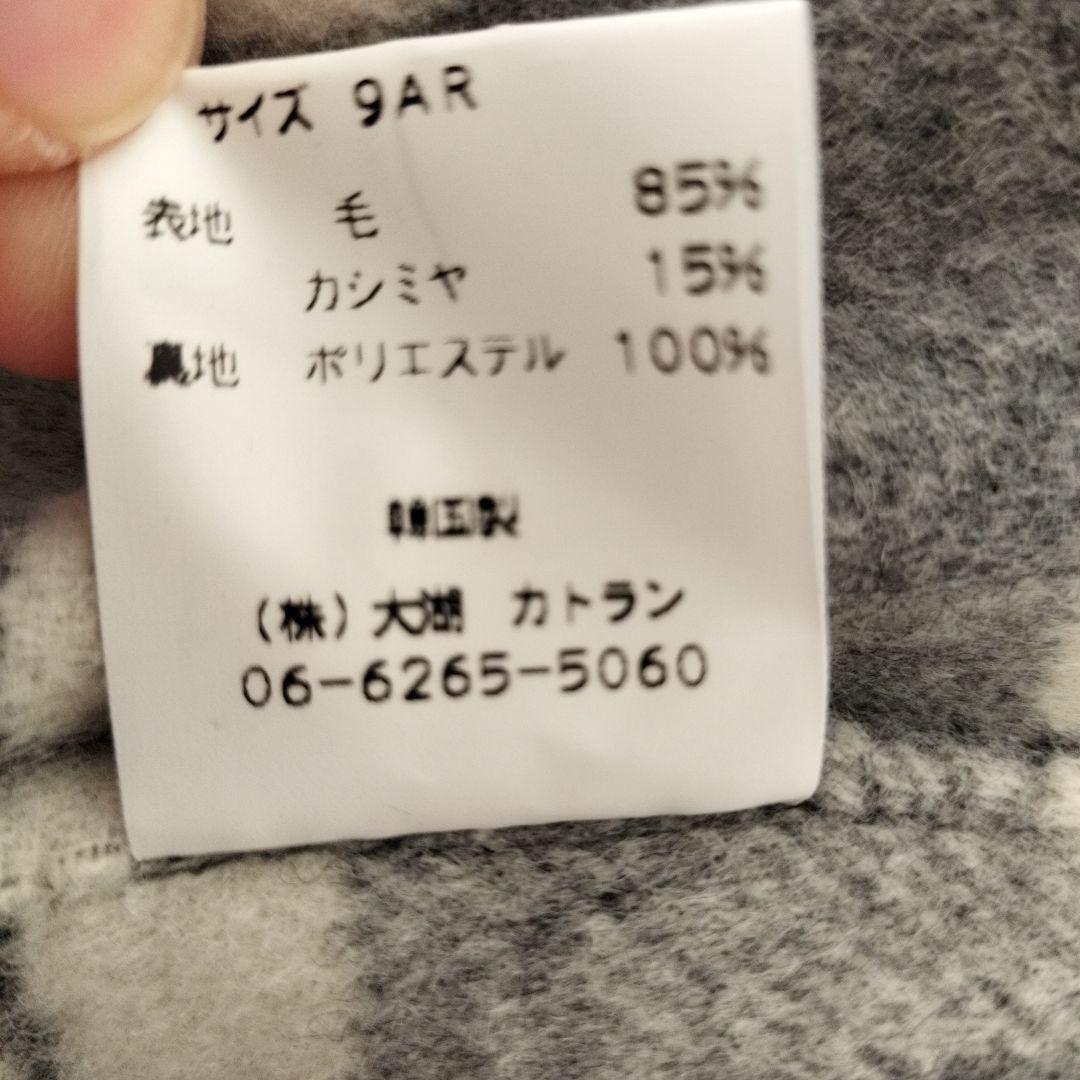 サイズ 9AR
表地 毛 85%
カシミヤ 15%
裏地 ポリエステル 100%
韓国製
(株)大湖 カトラン
06-6265-5060